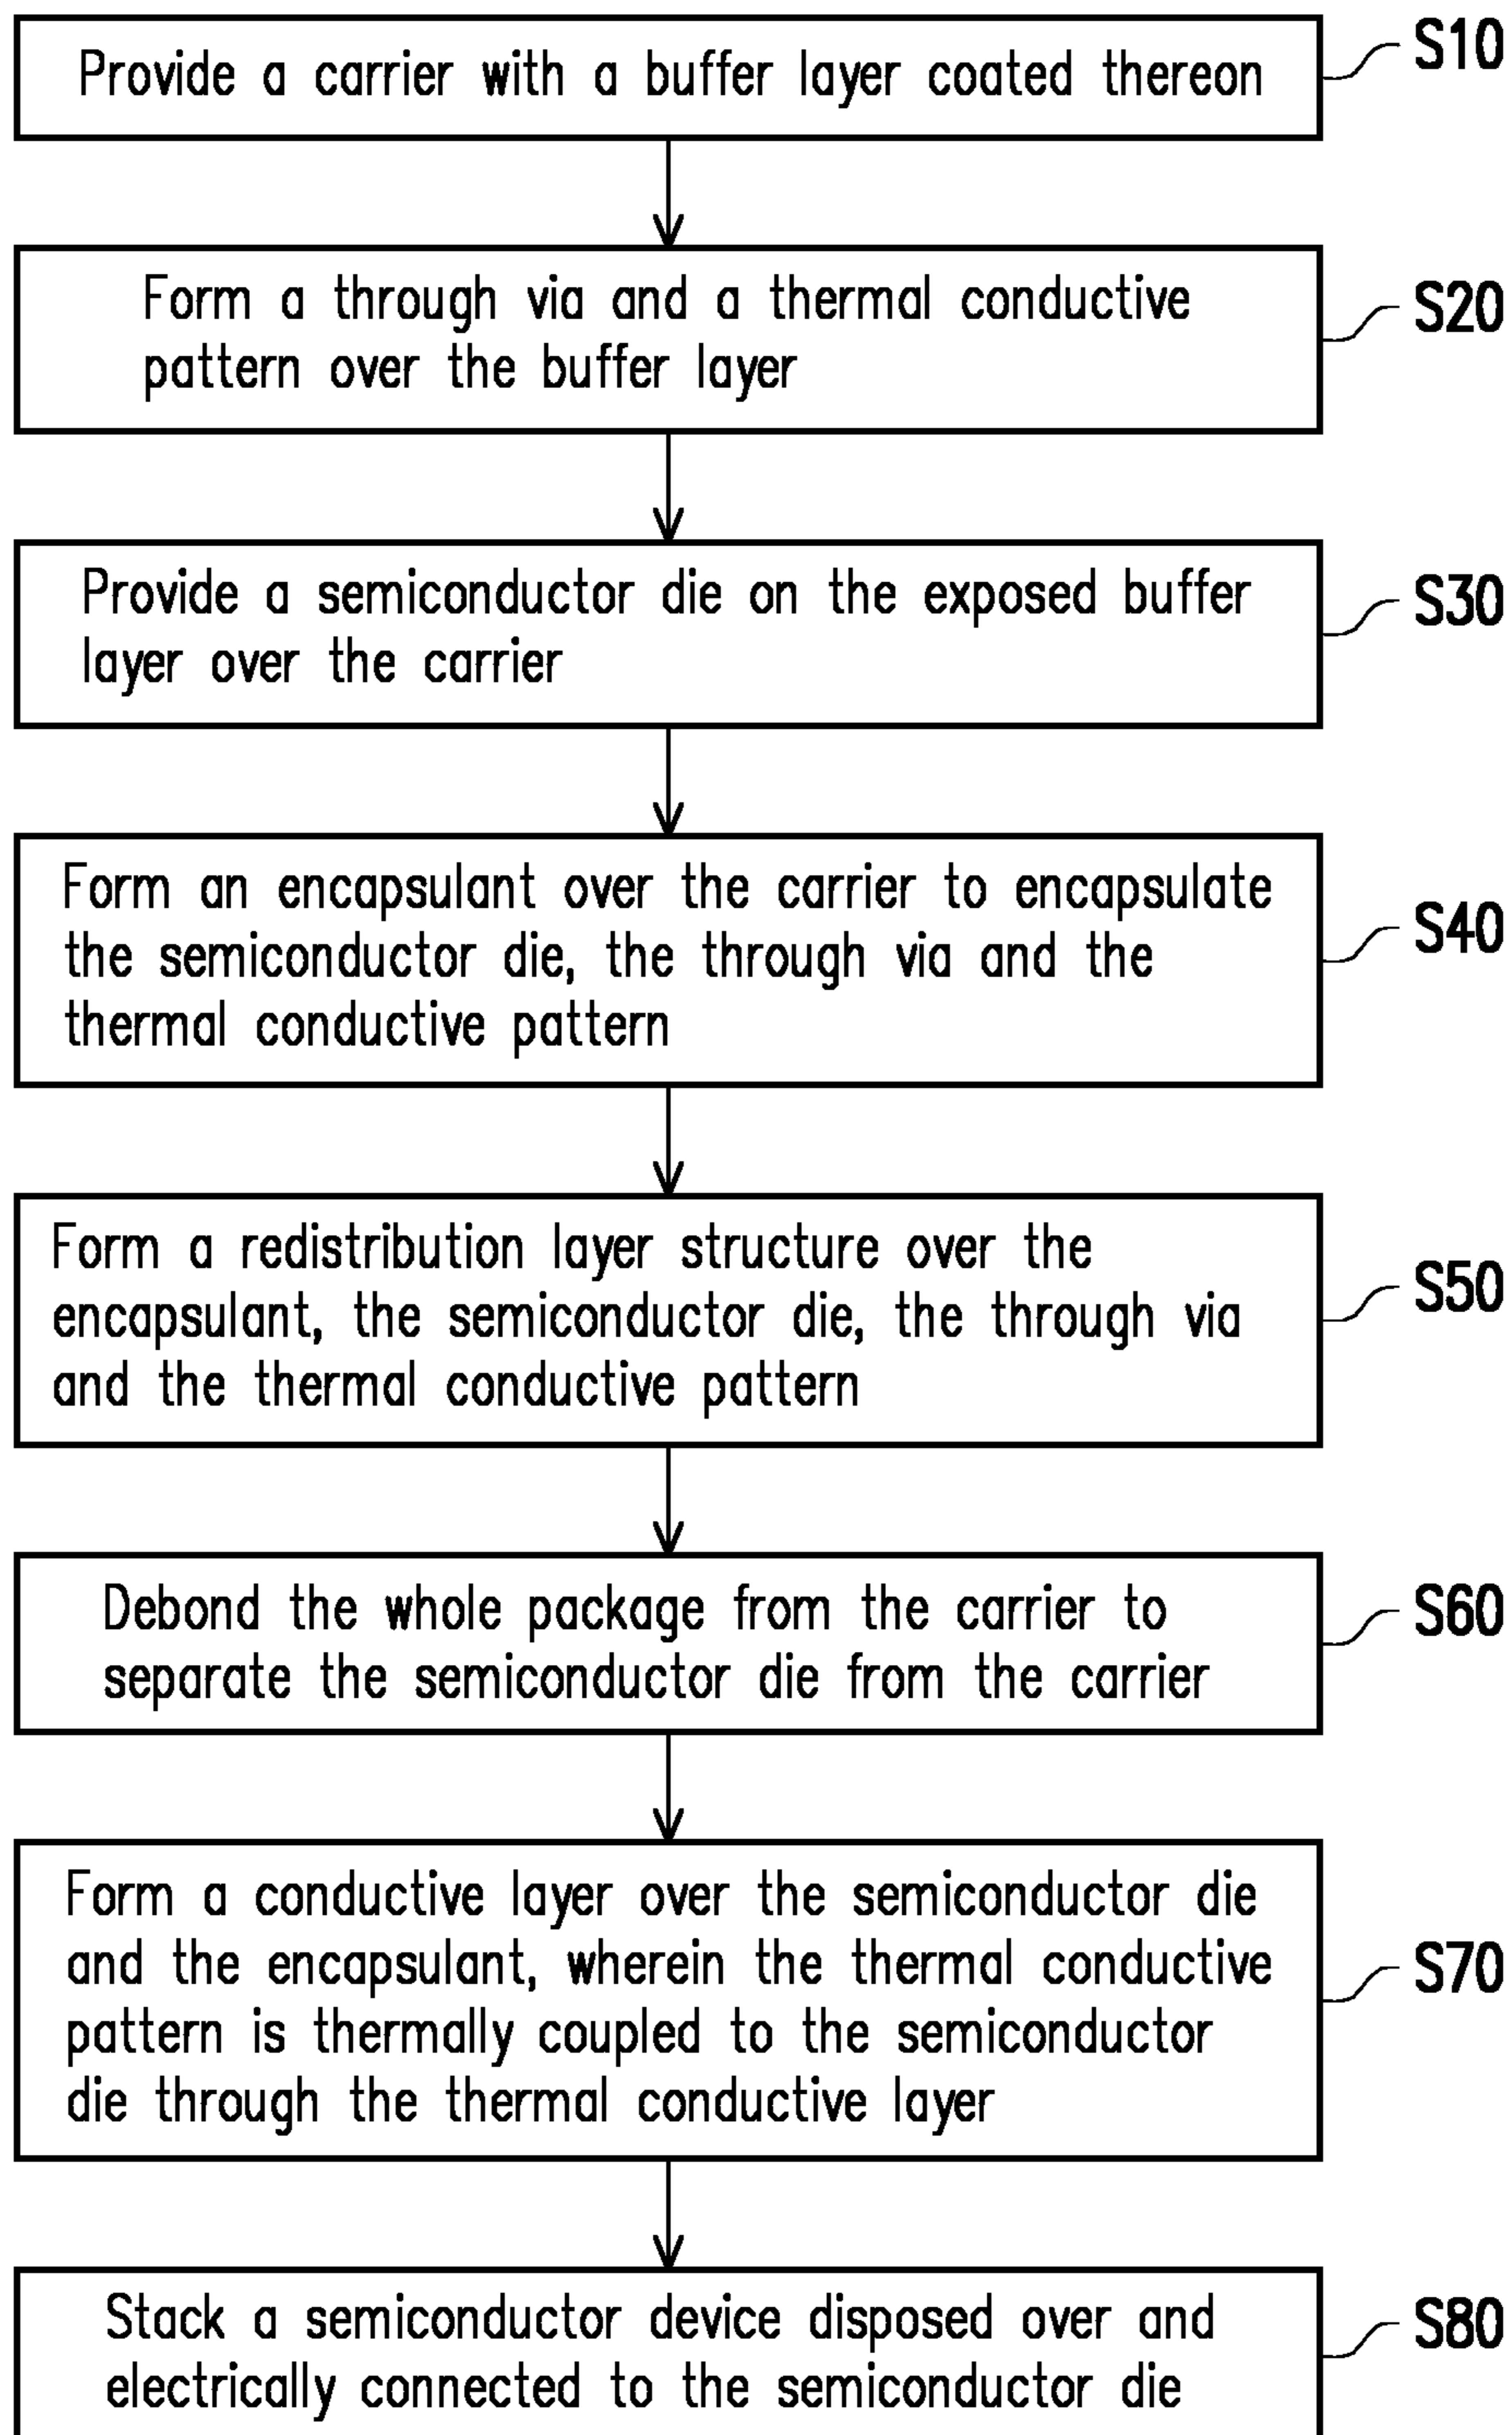 Provide a carrier with a buffer layer coated thereon
S10
Form a through via and a thermal conductive
pattern over the buffer layer
S20
Provide a semiconductor die on the exposed buffer
layer over the carrier
S30
Form an encapsulant over the carrier to encapsulate
the semiconductor die, the through via and the
thermal conductive pattern
S40
Form a redistribution layer structure over the
encapsulant, the semiconductor die, the through via
and the thermal conductive pattern
S50
Debond the whole package from the carrier to
separate the semiconductor die from the carrier
S60
Form a conductive layer over the semiconductor die
and the encapsulant, wherein the thermal conductive
pattern is thermally coupled to the semiconductor
die through the thermal conductive layer
S70
Stack a semiconductor device disposed over and
electrically connected to the semiconductor die
S80